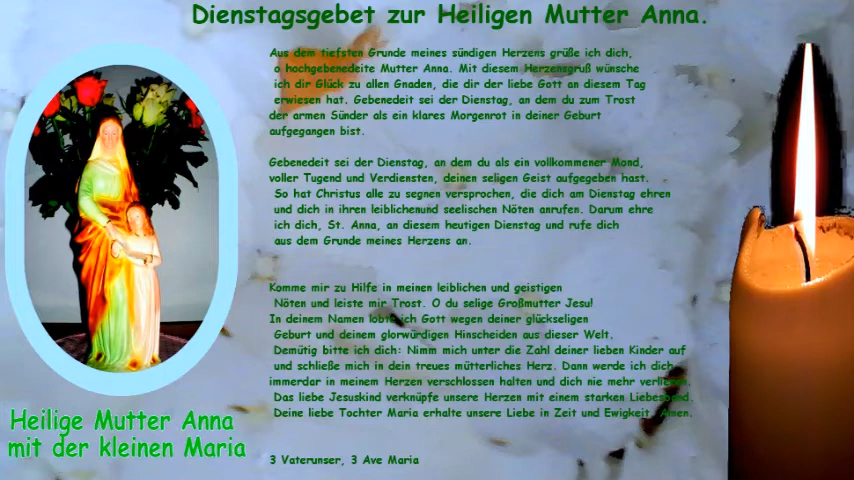 Dienstagsgebet zur Heiligen Mutter Anna.
Aus dem tiefsten Grunde meines sündigen Herzens grüße ich dich,
o hochgebenedeite Mutter Anna. Mit diesem Herzensgruß wünsche
ich dir Glück zu allen Gnaden, die dir der liebe Gott an diesem Tag
erwiesen hat. Gebenedeit sei der Dienstag, an dem du zum Trost
der armen Sünder als ein klares Morgenrot in deiner Geburt
aufgegangen bist.
Gebenedeit sei der Dienstag, an dem du als ein vollkommener Mond,
voller Tugend und Verdiensten, deinen seligen Geist aufgegeben hast.
So hat Christus alle zu segnen versprochen, die dich am Dienstag ehren
und dich in ihren leiblichenund seelischen Nöten anrufen. Darum ehre
ich dich, St. Anna, an diesem heutigen Dienstag und rufe dich
aus dem Grunde meines Herzens an.
Komme mir zu Hilfe in meinen leiblichen und geistigen
Nöten und leiste mir Trost. O du selige Großmutter Jesu!
In deinem Namen lobe ich Gott wegen deiner glückseligen
Geburt und deinem glorwürdigen Hinscheiden aus dieser Welt.
Demütig bitte ich dich: Nimm mich unter die Zahl deiner lieben Kinder auf
und schließe mich in dein treues mütterliches Herz. Dann werde ich dich
immerdar in meinem Herzen verschlossen halten und dich nie mehr verlieren.
Das liebe Jesuskind verknüpfe unsere Herzen mit einem starken Liebesband.
Deine liebe Tochter Maria erhalte unsere Liebe in Zeit und Ewigkeit. Amen.
3 Vaterunser, 3 Ave Maria
Heilige Mutter Anna
mit der kleinen Maria